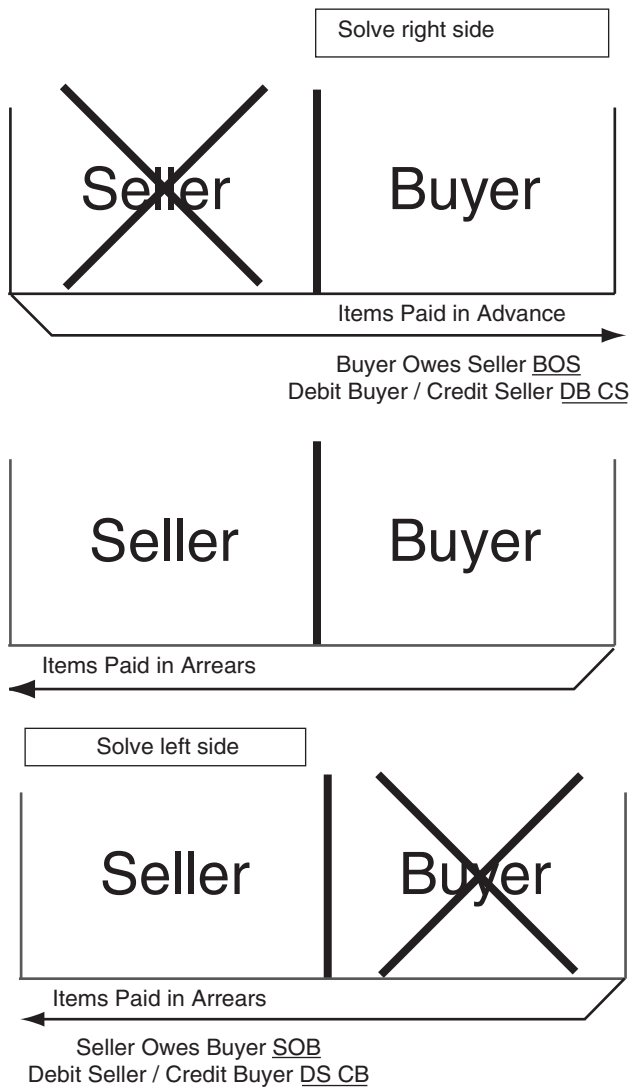 Solve right side
Seller Buyer
Items Paid in Advance
Buyer Owes Seller BOS
Debit Buyer / Credit Seller DB CS
Seller Buyer
Items Paid in Arrears
Solve left side
Seller Buyer
Items Paid in Arrears
Seller Owes Buyer SOB
Debit Seller / Credit Buyer DS CB